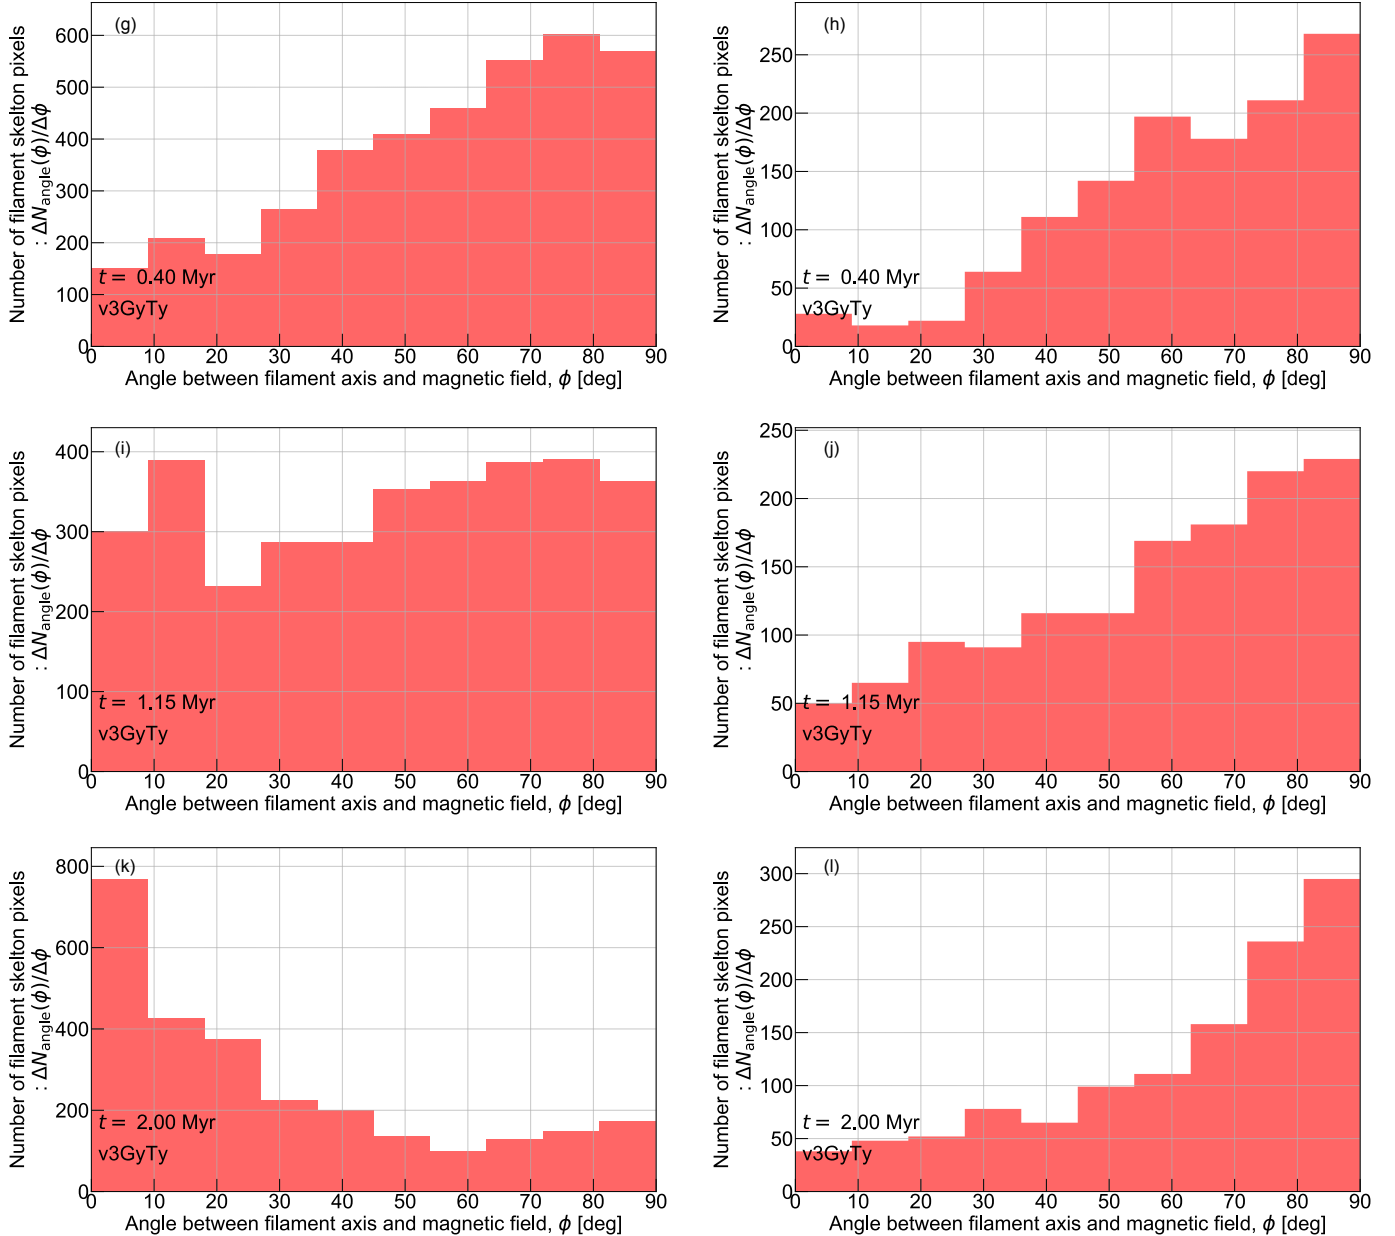 (g)
Number of filament skelton pixels
: ΔN_angle(ϕ)/Δϕ
600
500
400
300
200
100
0
t = 0.40 Myr
v3GyTy
0 10 20 30 40 50 60 70 80 90
Angle between filament axis and magnetic field, ϕ [deg]
(h)
Number of filament skelton pixels
: ΔN_angle(ϕ)/Δϕ
250
200
150
100
50
0
t = 0.40 Myr
v3GyTy
0 10 20 30 40 50 60 70 80 90
Angle between filament axis and magnetic field, ϕ [deg]
(i)
Number of filament skelton pixels
: ΔN_angle(ϕ)/Δϕ
400
300
200
100
0
t = 1.15 Myr
v3GyTy
0 10 20 30 40 50 60 70 80 90
Angle between filament axis and magnetic field, ϕ [deg]
(j)
Number of filament skelton pixels
: ΔN_angle(ϕ)/Δϕ
250
200
150
100
50
0
t = 1.15 Myr
v3GyTy
0 10 20 30 40 50 60 70 80 90
Angle between filament axis and magnetic field, ϕ [deg]
(k)
Number of filament skelton pixels
: ΔN_angle(ϕ)/Δϕ
800
600
400
200
0
t = 2.00 Myr
v3GyTy
0 10 20 30 40 50 60 70 80 90
Angle between filament axis and magnetic field, ϕ [deg]
(l)
Number of filament skelton pixels
: ΔN_angle(ϕ)/Δϕ
300
250
200
150
100
50
0
t = 2.00 Myr
v3GyTy
0 10 20 30 40 50 60 70 80 90
Angle between filament axis and magnetic field, ϕ [deg]